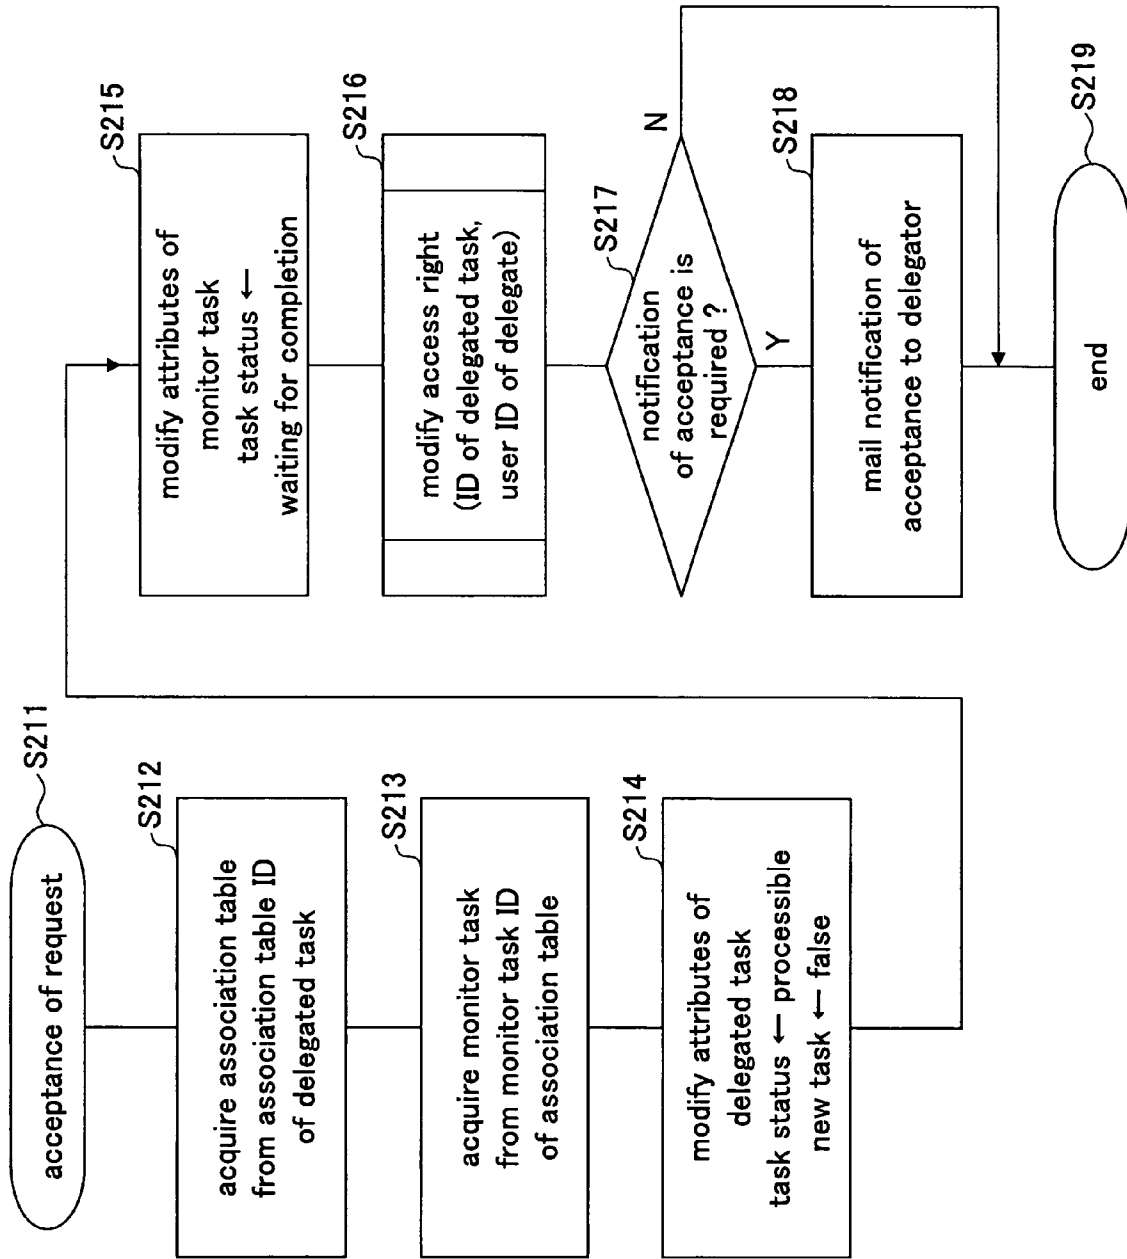 S211
acceptance of request
S212
acquire association table
from association table ID
of delegated task
S213
acquire monitor task
from monitor task ID
of association table
S214
modify attributes of
delegated task
task status ← processible
new task ← false
S215
modify attributes of
monitor task
task status ←
waiting for completion
S216
modify access right
(ID of delegated task,
user ID of delegate)
S217
notification
of acceptance is
required ?
N
Y
S218
mail notification of
acceptance to delegator
S219
end